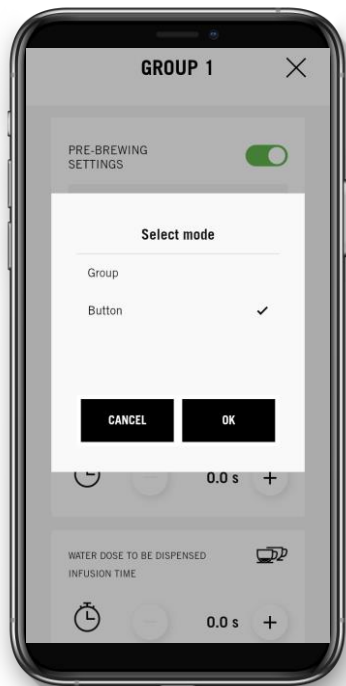 GROUP 1
PRE-BREWING
SETTINGS
Select mode
Group
Button
CANCEL
OK
0.0 s
WATER DOSE TO BE DISPENSED
INFUSION TIME
0.0 s